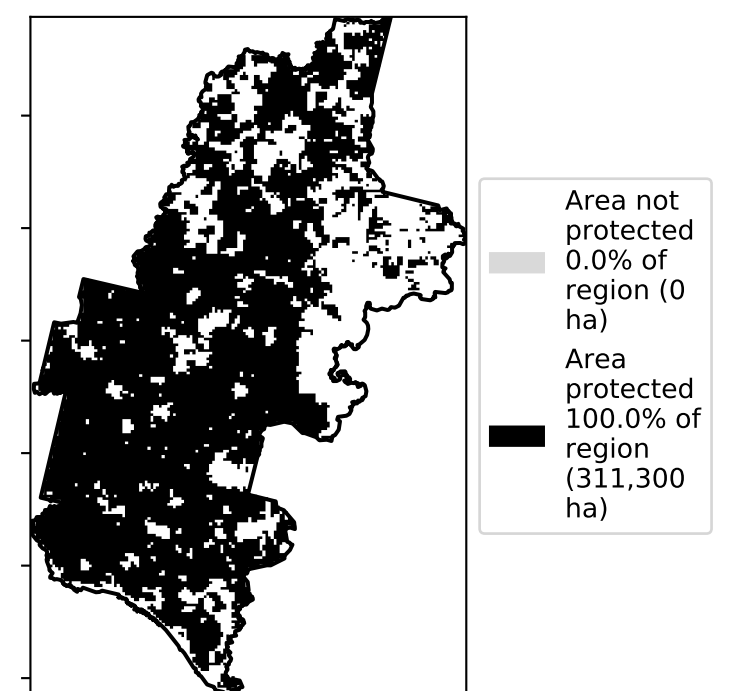 Area not
protected
0.0% of
region (0
ha)
Area
protected
100.0% of
region
(311,300
ha)